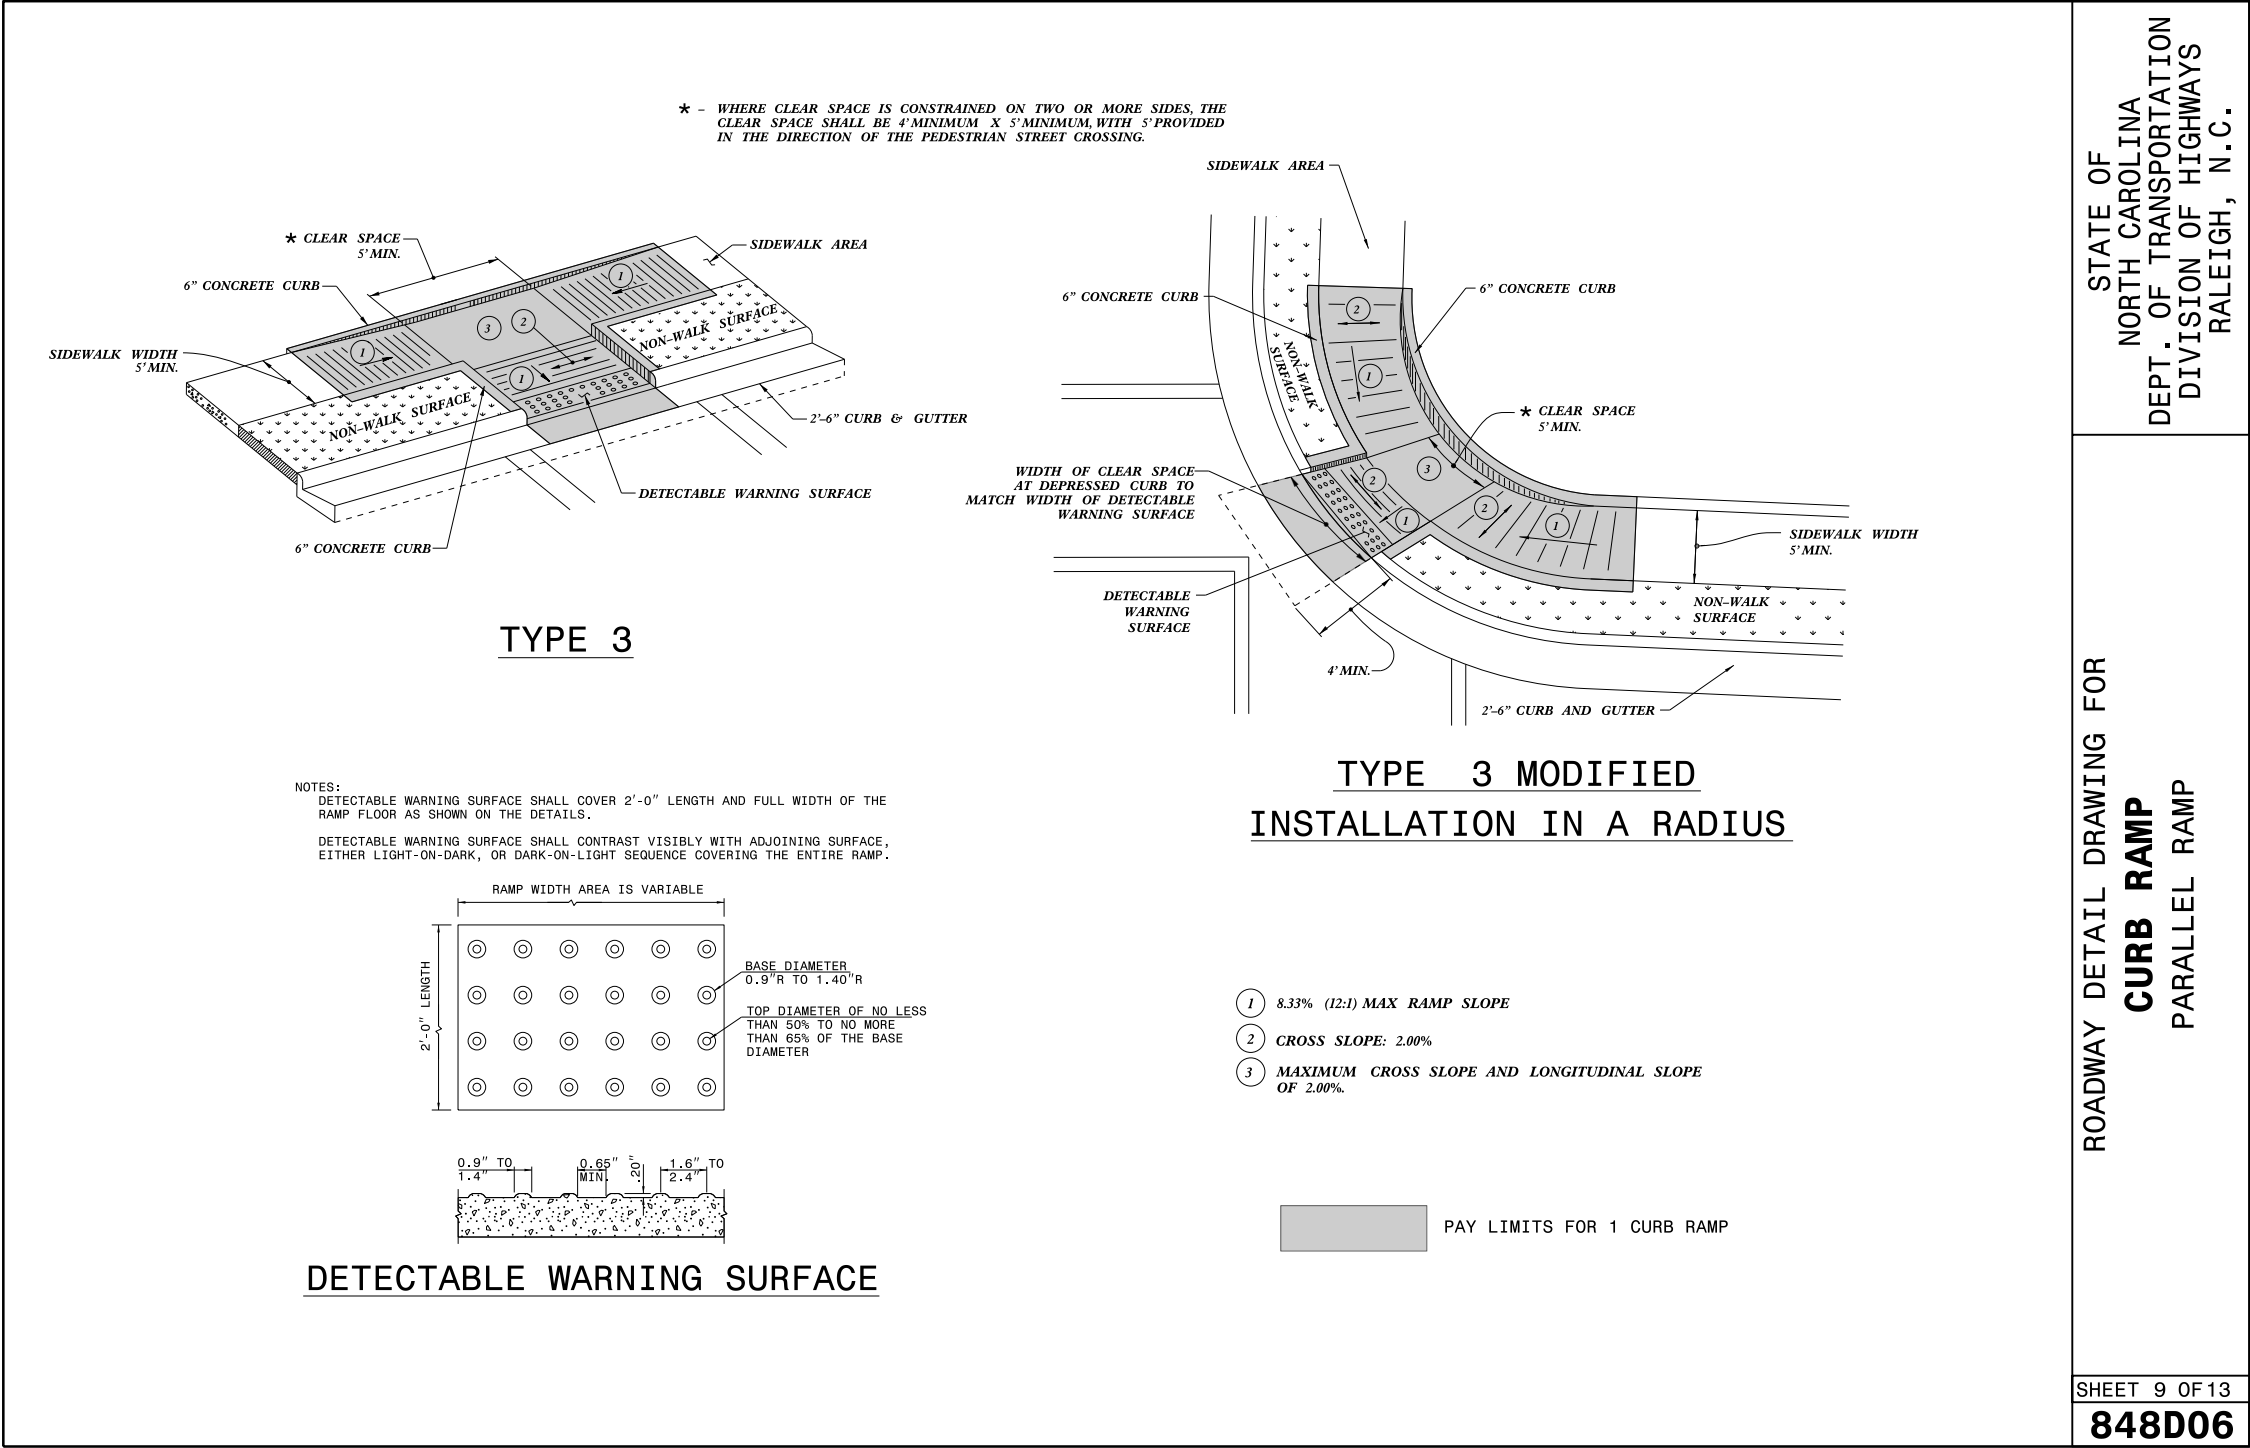 * – WHERE CLEAR SPACE IS CONSTRAINED ON TWO OR MORE SIDES, THE
CLEAR SPACE SHALL BE 4' MINIMUM X 5' MINIMUM, WITH 5' PROVIDED
IN THE DIRECTION OF THE PEDESTRIAN STREET CROSSING.
* CLEAR SPACE
5' MIN.
SIDEWALK AREA
6" CONCRETE CURB
SIDEWALK WIDTH
5' MIN.
1
3
2
1
1
NON-WALK SURFACE
NON-WALK SURFACE
2'-6" CURB & GUTTER
DETECTABLE WARNING SURFACE
6" CONCRETE CURB
TYPE 3
SIDEWALK AREA
6" CONCRETE CURB
6" CONCRETE CURB
2
1
NON-WALK
SURFACE
* CLEAR SPACE
5' MIN.
3
2
1
2
1
WIDTH OF CLEAR SPACE
AT DEPRESSED CURB TO
MATCH WIDTH OF DETECTABLE
WARNING SURFACE
SIDEWALK WIDTH
5' MIN.
DETECTABLE
WARNING
SURFACE
NON-WALK
SURFACE
4' MIN.
2'-6" CURB AND GUTTER
TYPE 3 MODIFIED
INSTALLATION IN A RADIUS
NOTES:
DETECTABLE WARNING SURFACE SHALL COVER 2'-0" LENGTH AND FULL WIDTH OF THE
RAMP FLOOR AS SHOWN ON THE DETAILS.
DETECTABLE WARNING SURFACE SHALL CONTRAST VISIBLY WITH ADJOINING SURFACE,
EITHER LIGHT-ON-DARK, OR DARK-ON-LIGHT SEQUENCE COVERING THE ENTIRE RAMP.
RAMP WIDTH AREA IS VARIABLE
2'-0" LENGTH
BASE DIAMETER
0.9"R TO 1.40"R
TOP DIAMETER OF NO LESS
THAN 50% TO NO MORE
THAN 65% OF THE BASE
DIAMETER
0.9" TO
1.4"
0.65"
MIN.
.20"
1.6" TO
2.4"
DETECTABLE WARNING SURFACE
1 8.33% (12:1) MAX RAMP SLOPE
2 CROSS SLOPE: 2.00%
3 MAXIMUM CROSS SLOPE AND LONGITUDINAL SLOPE
OF 2.00%.
PAY LIMITS FOR 1 CURB RAMP
STATE OF
NORTH CAROLINA
DEPT. OF TRANSPORTATION
DIVISION OF HIGHWAYS
RALEIGH, N.C.
ROADWAY DETAIL DRAWING FOR
CURB RAMP
PARALLEL RAMP
SHEET 9 OF 13
848D06